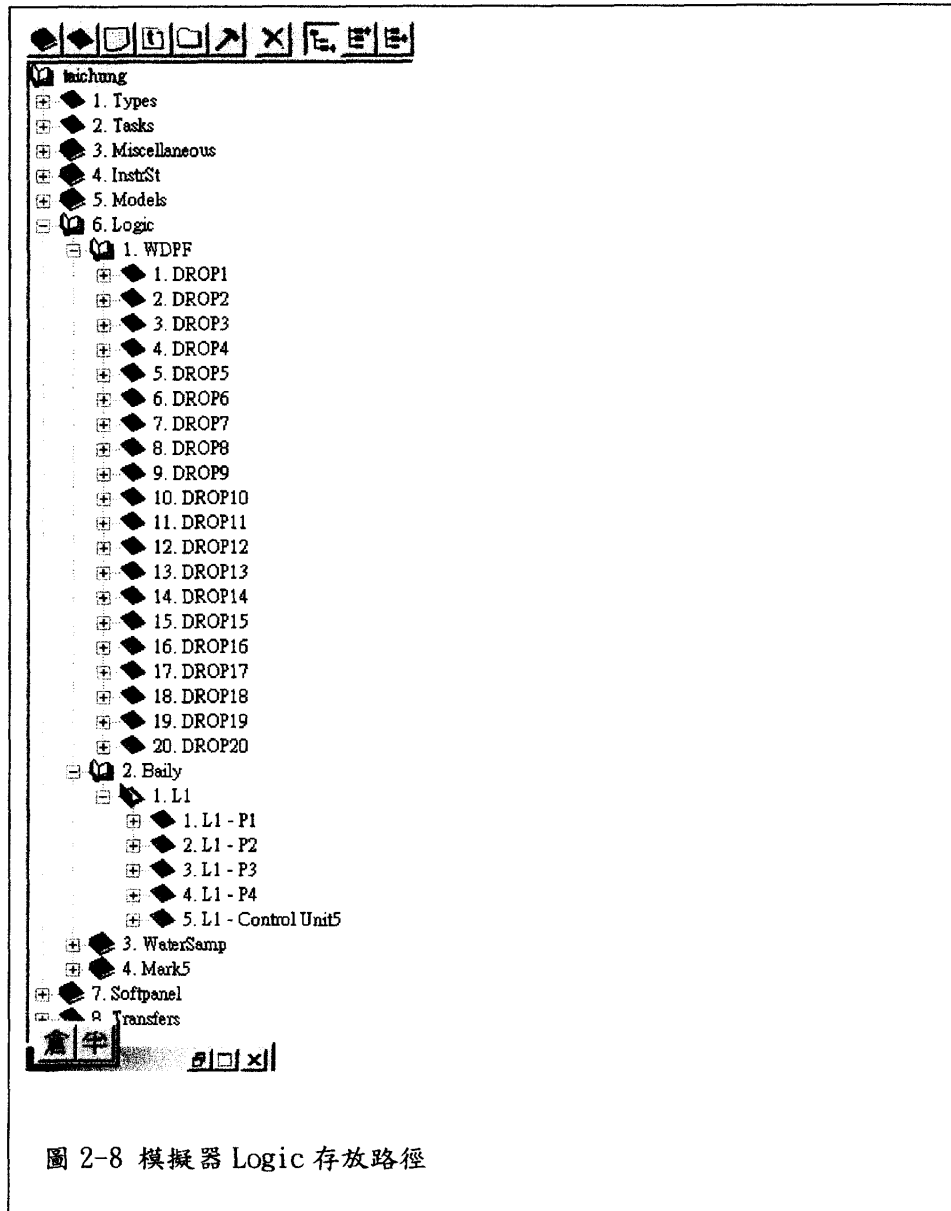 taichung
1. Types
2. Tasks
3. Miscellaneous
4. InstrSt
5. Models
6. Logic
1. WDPF
1. DROP1
2. DROP2
3. DROP3
4. DROP4
5. DROP5
6. DROP6
7. DROP7
8. DROP8
9. DROP9
10. DROP10
11. DROP11
12. DROP12
13. DROP13
14. DROP14
15. DROP15
16. DROP16
17. DROP17
18. DROP18
19. DROP19
20. DROP20
2. Baily
1. L1
1. L1 - P1
2. L1 - P2
3. L1 - P3
4. L1 - P4
5. L1 - Control Unit5
3. WaterSamp
4. Mark5
7. Softpanel
8. Transfers
倉 半
圖 2-8 模擬器 Logic 存放路徑